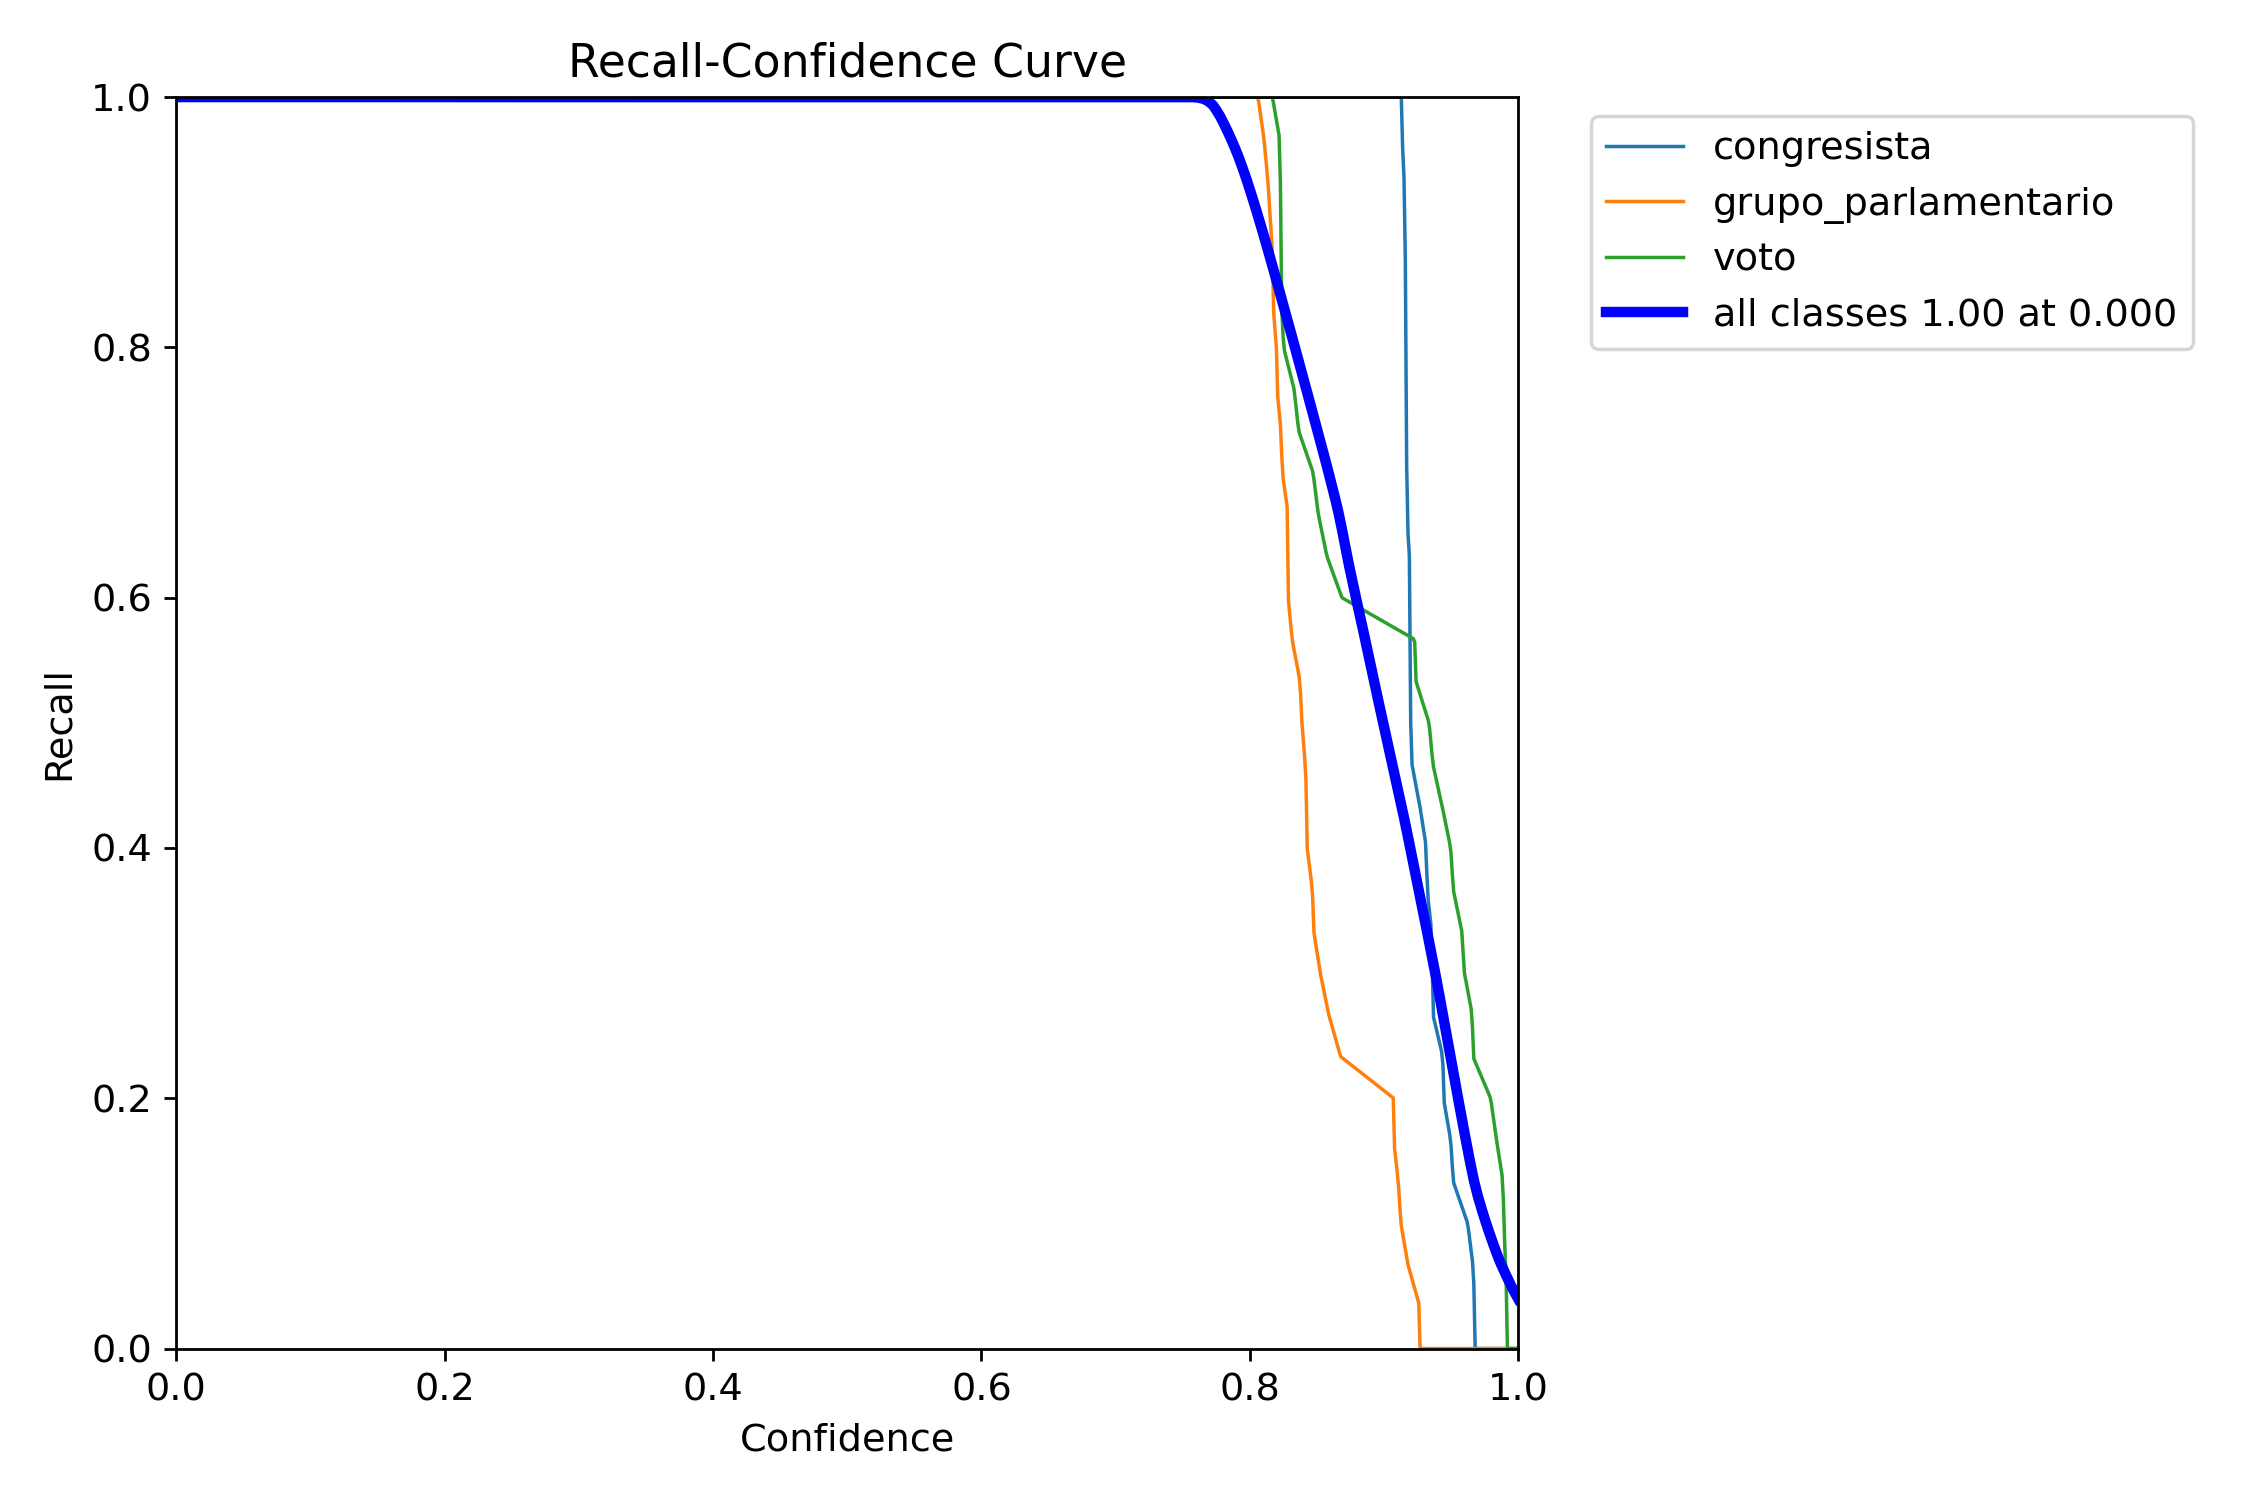 Recall-Confidence Curve
1.0
0.8
0.6
0.4
0.2
0.0
Recall
0.0 0.2 0.4 0.6 0.8 1.0
Confidence
congresista
grupo_parlamentario
voto
all classes 1.00 at 0.000